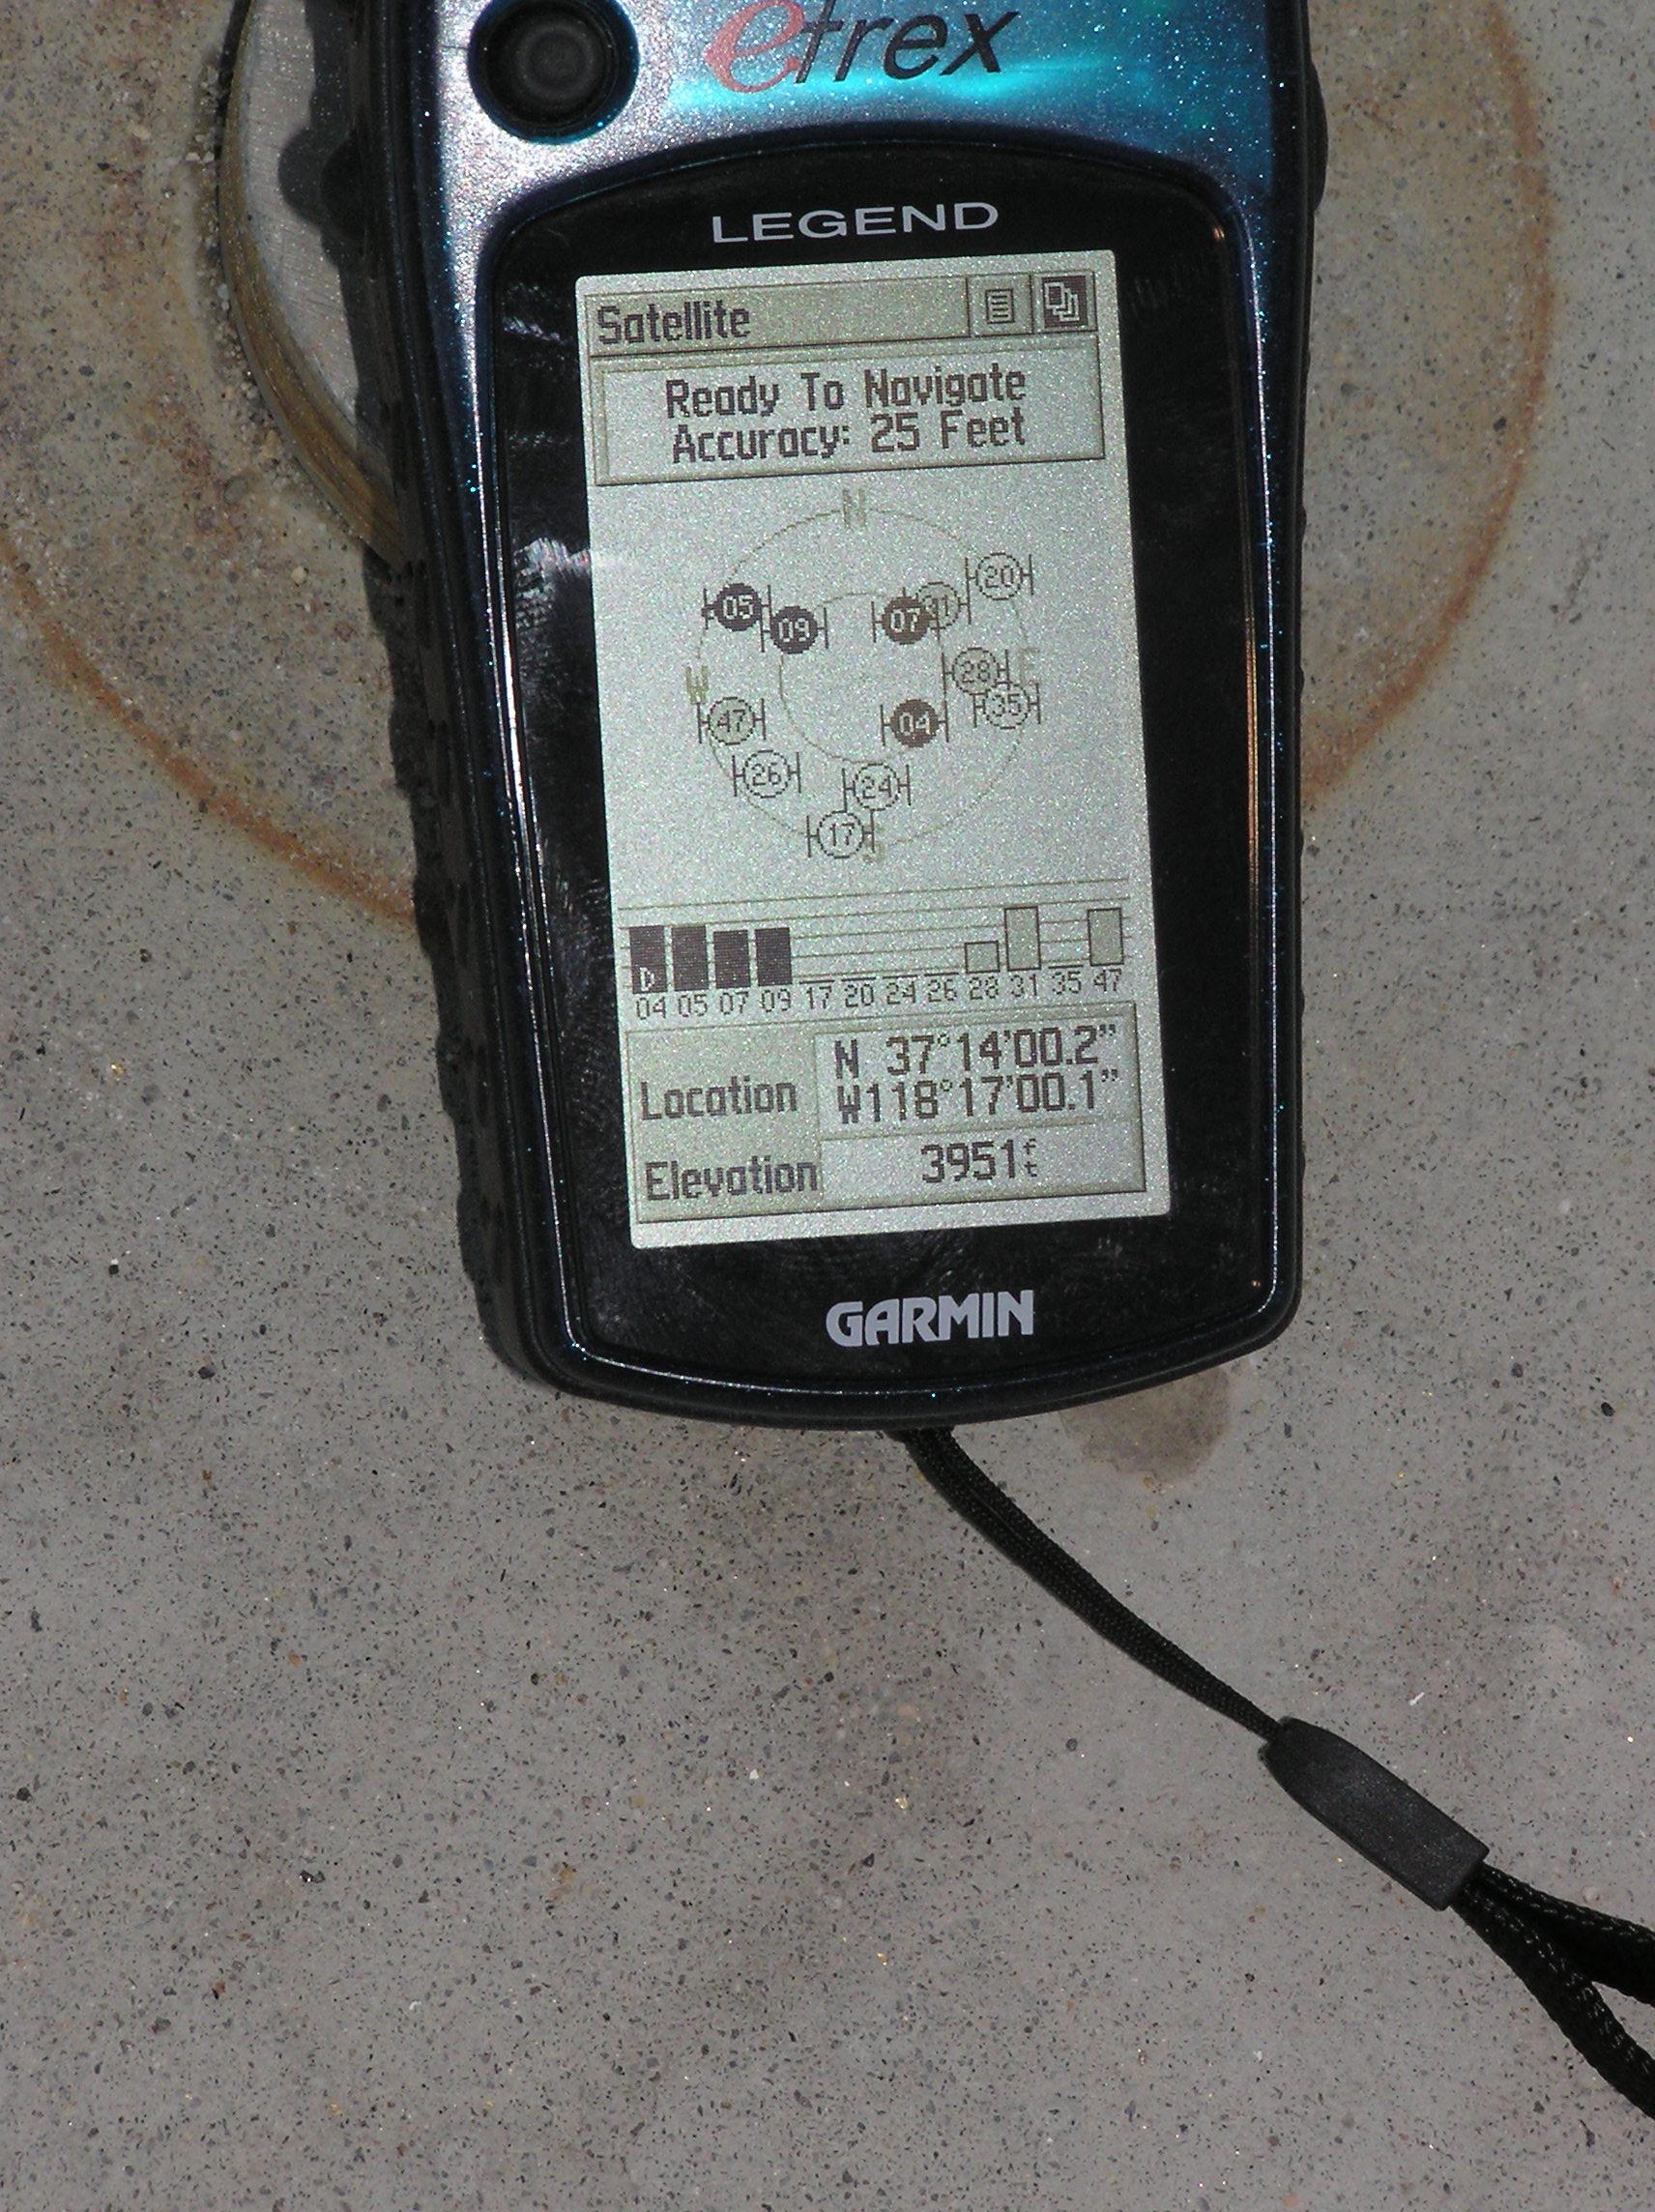 etrex
LEGEND
Satellite
Ready To Navigate
Accuracy: 25 Feet
N
20
05
31
07
09
28
E
W
35
47
04
26
24
17
S
D
04 05 07 09 17 20 24 26 28 31 35 47
Location
N 37°14'00.2"
W118°17'00.1"
Elevation
3951ft
GARMIN